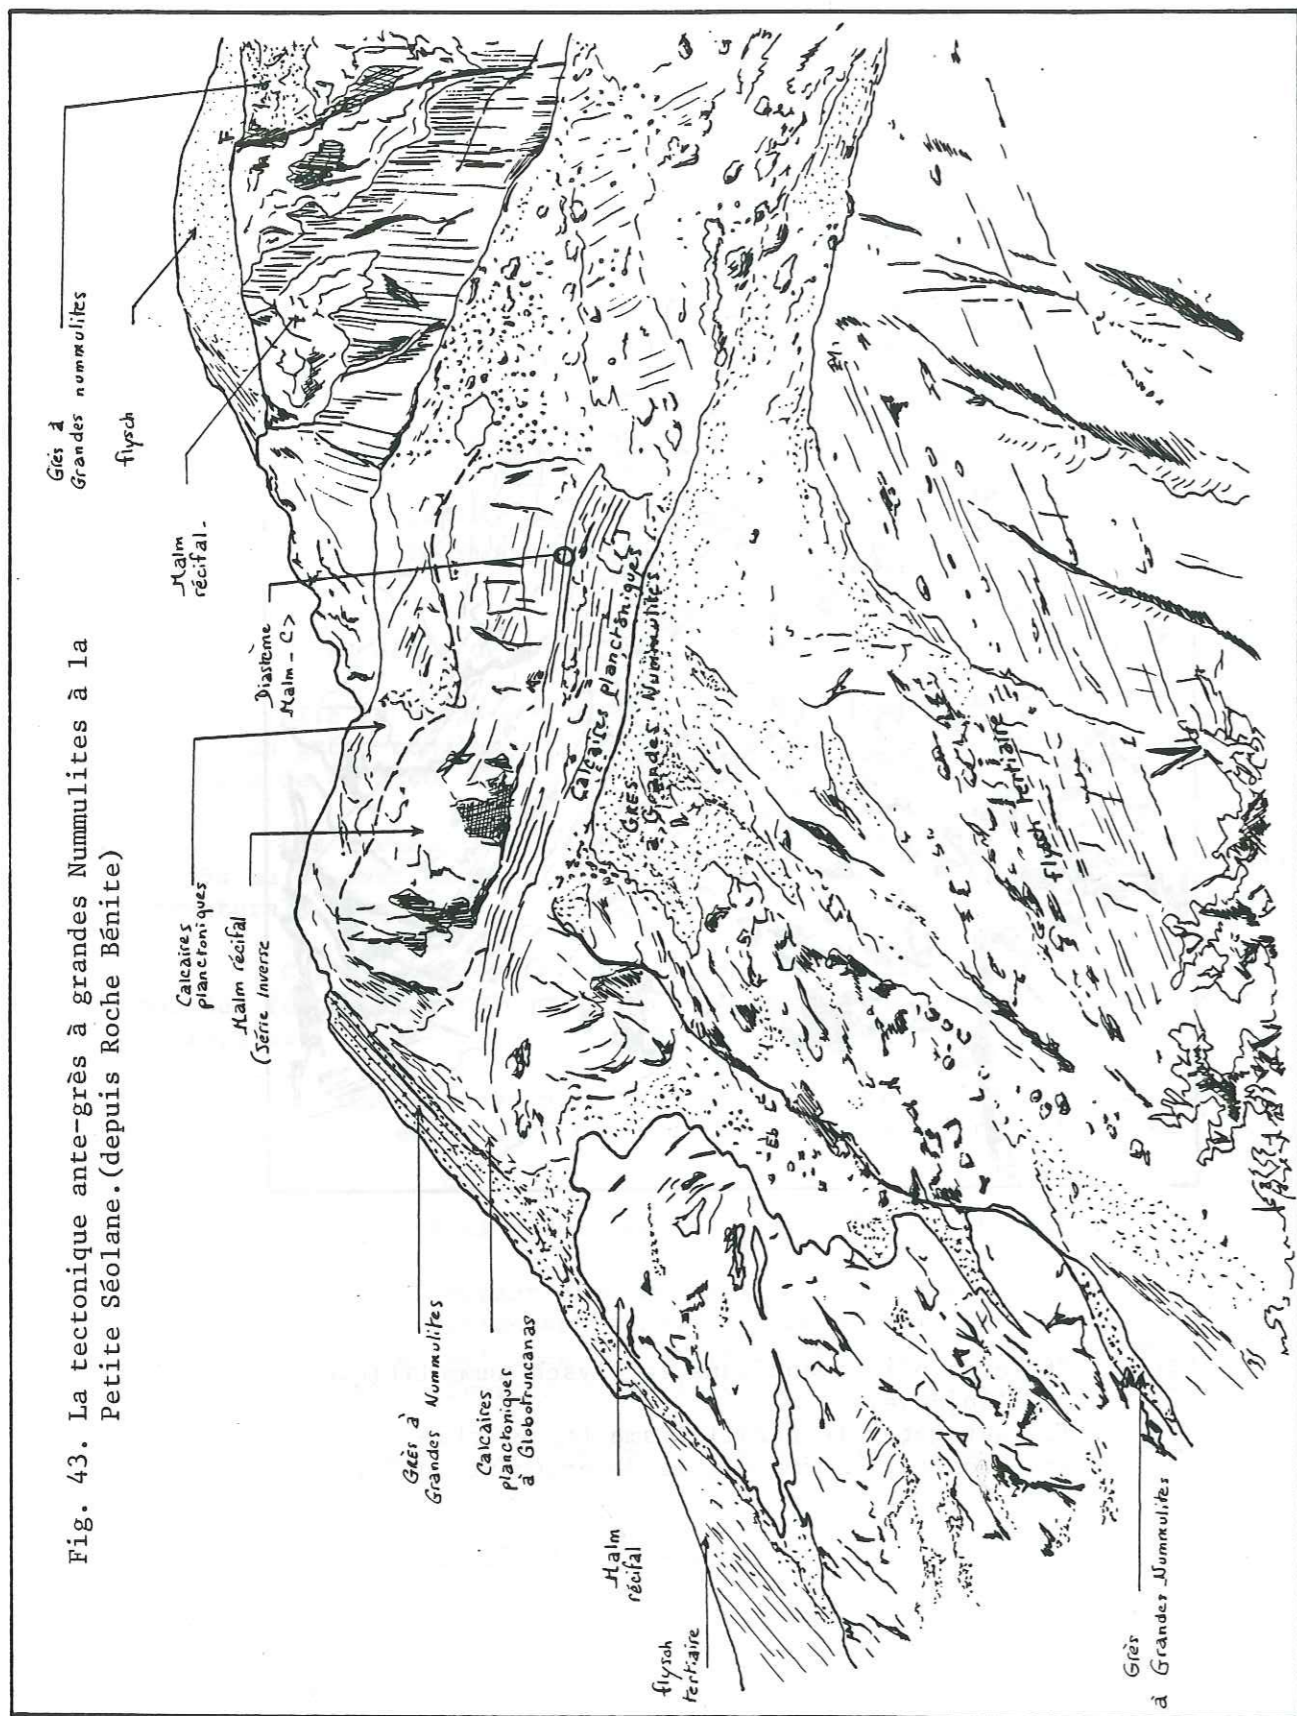 Fig. 43. La tectonique ante-grès à grandes Nummulites à la
Petite Séolane.(depuis Roche Bénite)
Grès à
Grandes nummulites
flysch
Malm
récifal.
Diastème
Malm - C>
Calcaires
planctoniques
Malm récifal
(Série Inverse
Grès à
Grandes Nummulites
Calcaires
planctoniques
à Globotruncanas
Malm
récifal
flysch
tertiaire
Grès
à Grandes Nummulites
Calcaires planctoniques
GRES
à Grandes Nummulites
flysch tertiaire
F
Eb